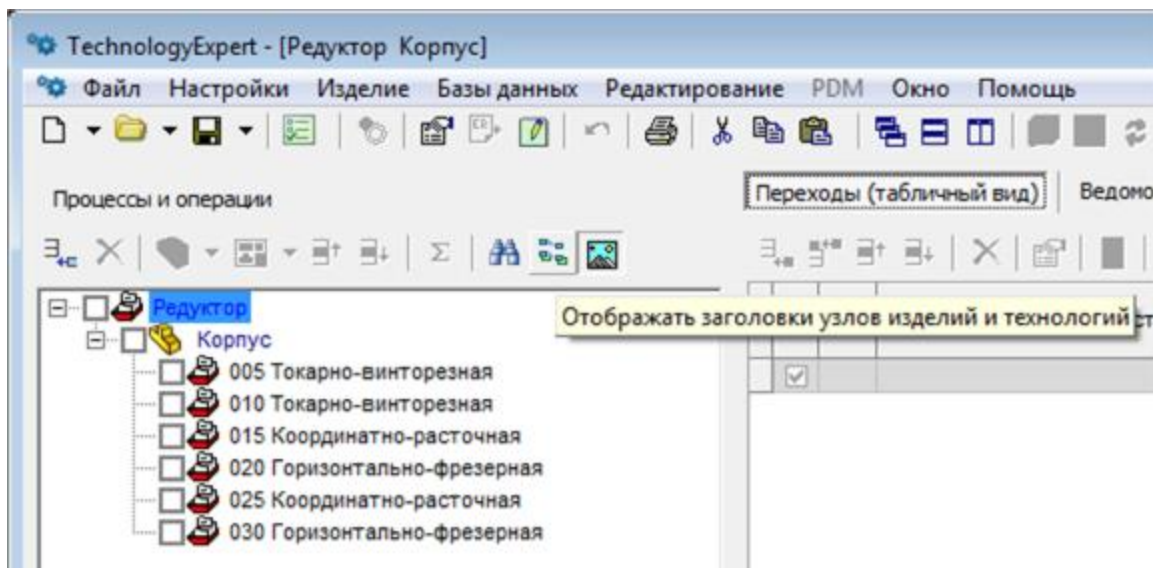 TechnologyExpert - [Редуктор Корпус]
Файл Настройки Изделие Базы данных Редактирование PDM Окно Помощь
Процессы и операции
Переходы (табличный вид)
Σ
Отображать заголовки узлов изделий и технологий
Редуктор
Корпус
005 Токарно-винторезная
010 Токарно-винторезная
015 Координатно-расточная
020 Горизонтально-фрезерная
025 Координатно-расточная
030 Горизонтально-фрезерная